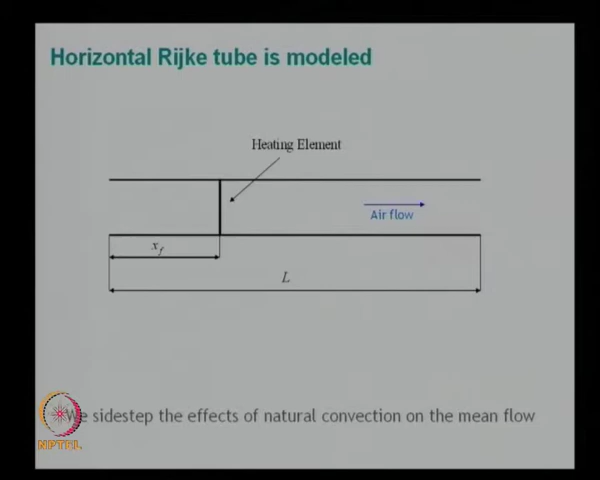 Horizontal Rijke tube is modeled
Heating Element
Air flow
x_f
L
We sidestep the effects of natural convection on the mean flow
NPTEL